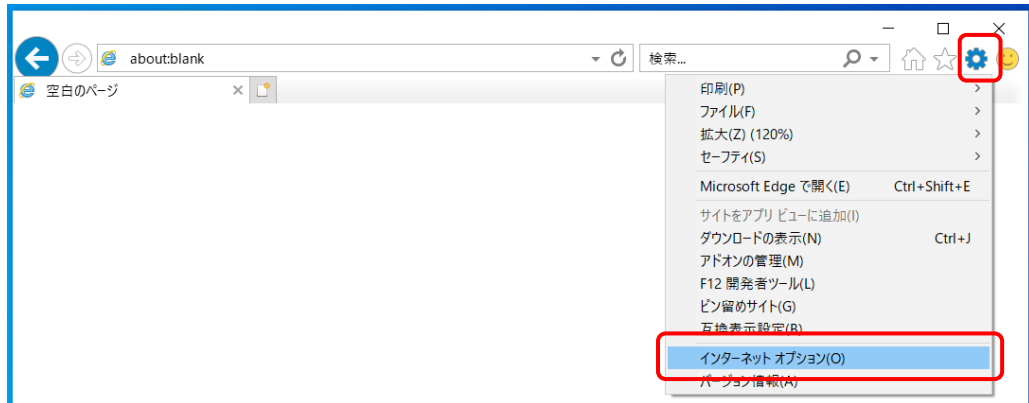 about:blank
検索...
空白のページ
印刷(P)
ファイル(F)
拡大(Z) (120%)
セーフティ(S)
Microsoft Edge で開く(E) Ctrl+Shift+E
サイトをアプリ ビューに追加(I)
ダウンロードの表示(N) Ctrl+J
アドオンの管理(M)
F12 開発者ツール(L)
ピン留めサイト(G)
互換表示設定(B)
インターネット オプション(O)
バージョン情報(A)